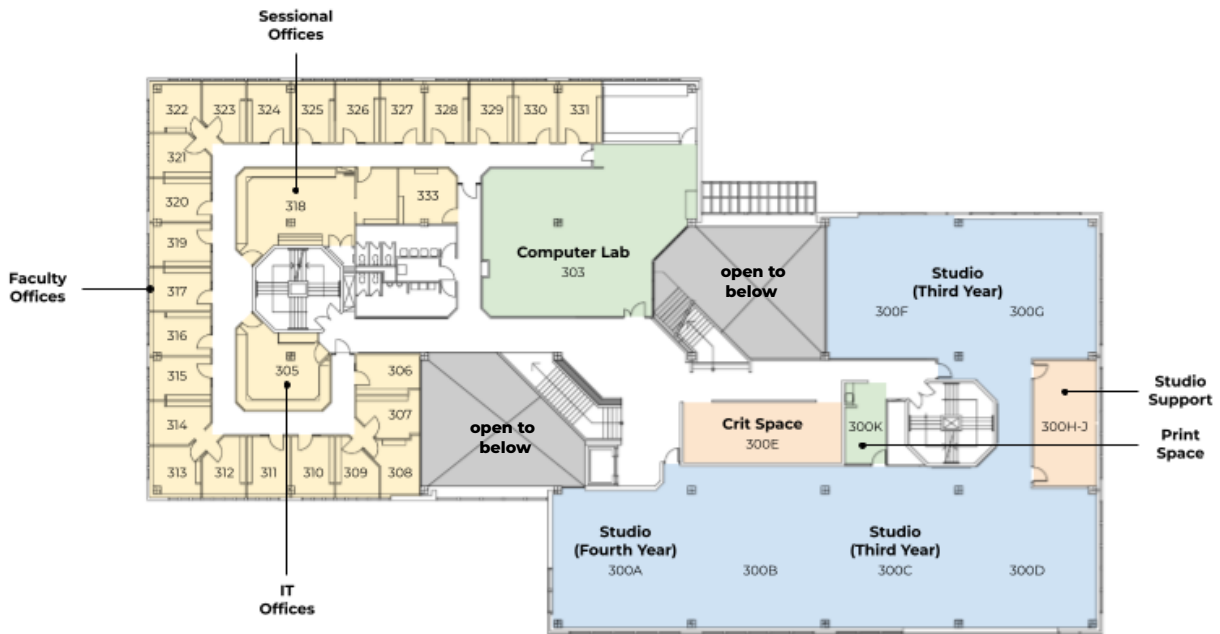 Sessional
Offices
322
323
324
325
326
327
328
329
330
331
321
320
319
317
316
315
314
313
312
311
310
309
308
307
306
318
333
305
Faculty
Offices
IT
Offices
Computer Lab
303
open to
below
open to
below
Studio
(Third Year)
300F
300G
Crit Space
300E
300K
300H-J
Studio
Support
Print
Space
Studio
(Fourth Year)
300A
300B
Studio
(Third Year)
300C
300D